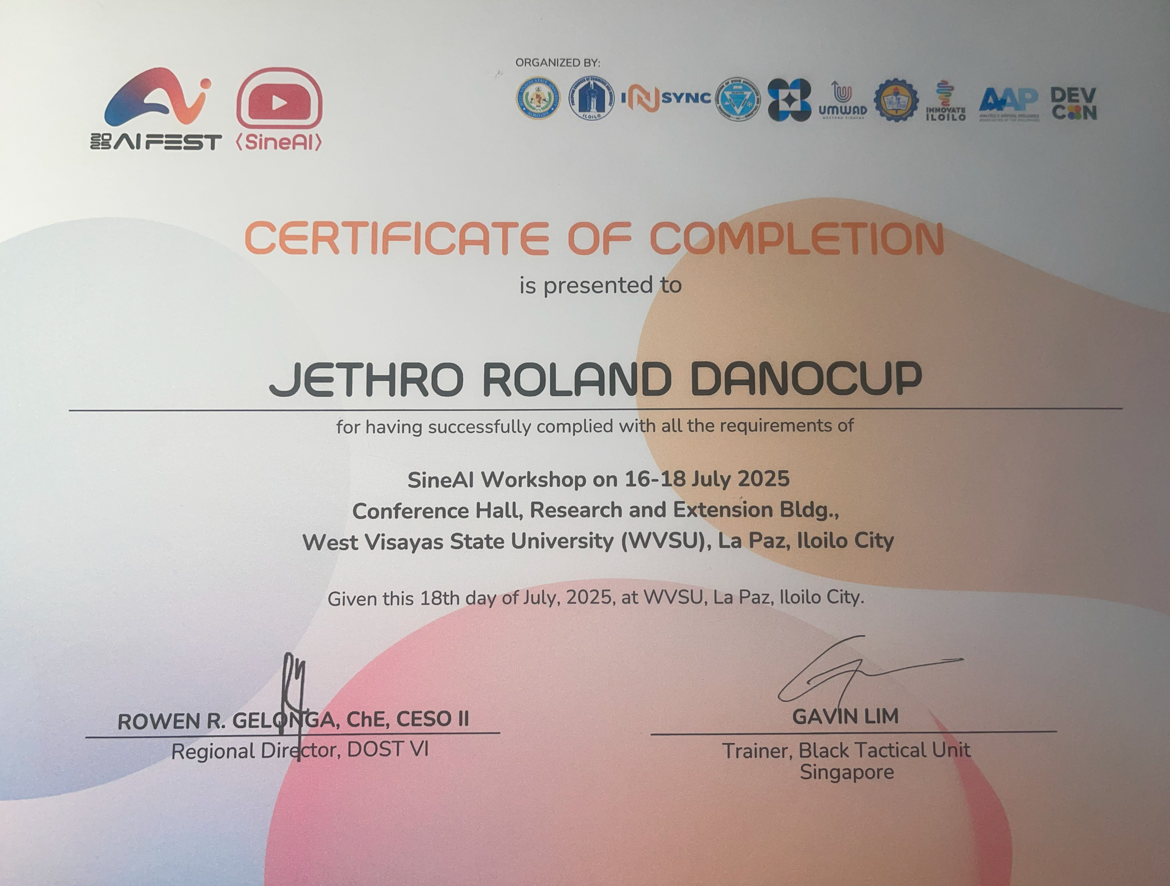 2025 AI FEST
<SineAI>
ORGANIZED BY:
ILOILO
INSYNC
UMWAD
INNOVATE
ILOILO
AAP
DEV
CON
CERTIFICATE OF COMPLETION
is presented to
JETHRO ROLAND DANOCUP
for having successfully complied with all the requirements of
SineAI Workshop on 16-18 July 2025
Conference Hall, Research and Extension Bldg.,
West Visayas State University (WVSU), La Paz, Iloilo City
Given this 18th day of July, 2025, at WVSU, La Paz, Iloilo City.
ROWEN R. GELONGA, ChE, CESO II
Regional Director, DOST VI
GAVIN LIM
Trainer, Black Tactical Unit
Singapore